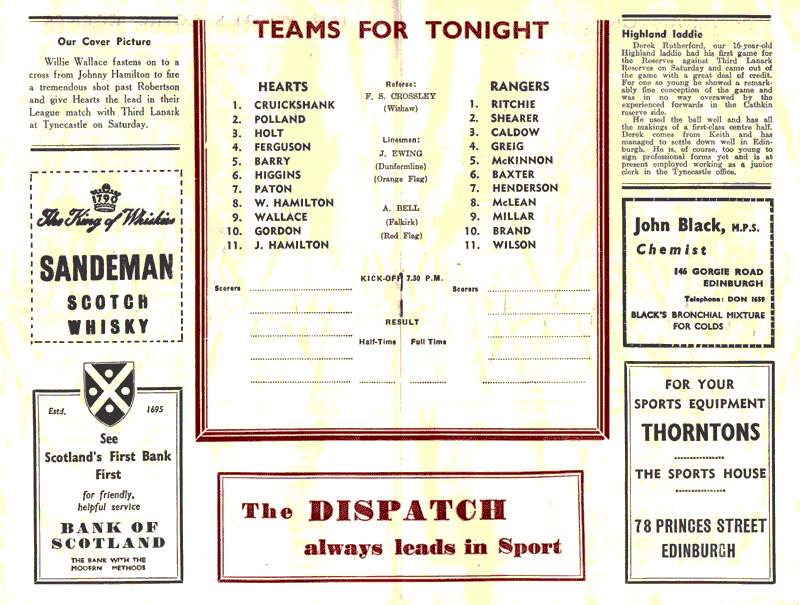 Our Cover Picture
Willie Wallace fastens on to a
cross from Johnny Hamilton to fire
a tremendous shot past Robertson
and give Hearts the lead in their
League match with Third Lanark
at Tynecastle on Saturday.
1790
The King of Whiskies
SANDEMAN
SCOTCH
WHISKY
Estd. 1695
See
Scotland's First Bank
First
for friendly,
helpful service
BANK OF
SCOTLAND
THE BANK WITH THE
MODERN METHODS
TEAMS FOR TONIGHT
HEARTS
1. CRUICKSHANK
2. POLLAND
3. HOLT
4. FERGUSON
5. BARRY
6. HIGGINS
7. PATON
8. W. HAMILTON
9. WALLACE
10. GORDON
11. J. HAMILTON
Referee:
F. S. CROSSLEY
(Wishaw)
Linesmen:
J. EWING
(Dunfermline)
(Orange Flag)
A. BELL
(Falkirk)
(Red Flag)
RANGERS
1. RITCHIE
2. SHEARER
3. CALDOW
4. GREIG
5. McKINNON
6. BAXTER
7. HENDERSON
8. McLEAN
9. MILLAR
10. BRAND
11. WILSON
KICK-OFF 7.30 P.M.
Scorers Scorers
RESULT
Half-Time Full Time
The DISPATCH
always leads in Sport
Highland laddie
Derek Rutherford, our 16-year-old
Highland laddie had his first game for
the Reserves against Third Lanark
Reserves on Saturday and came out of
the game with a great deal of credit.
For one so young he showed a remark-
ably fine conception of the game and
was in no way overawed by the
experienced forwards in the Cathkin
reserve side.
He used the ball well and has all
the makings of a first-class centre half.
Derek comes from Keith and has
managed to settle down well in Edin-
burgh. He is, of course, too young to
sign professional forms yet and is at
present employed working as a junior
clerk in the Tynecastle office.
John Black, M.P.S.
Chemist
146 GORGIE ROAD
EDINBURGH
Telephone: DON 1659
BLACK'S BRONCHIAL MIXTURE
FOR COLDS
FOR YOUR
SPORTS EQUIPMENT
THORNTONS
THE SPORTS HOUSE
78 PRINCES STREET
EDINBURGH